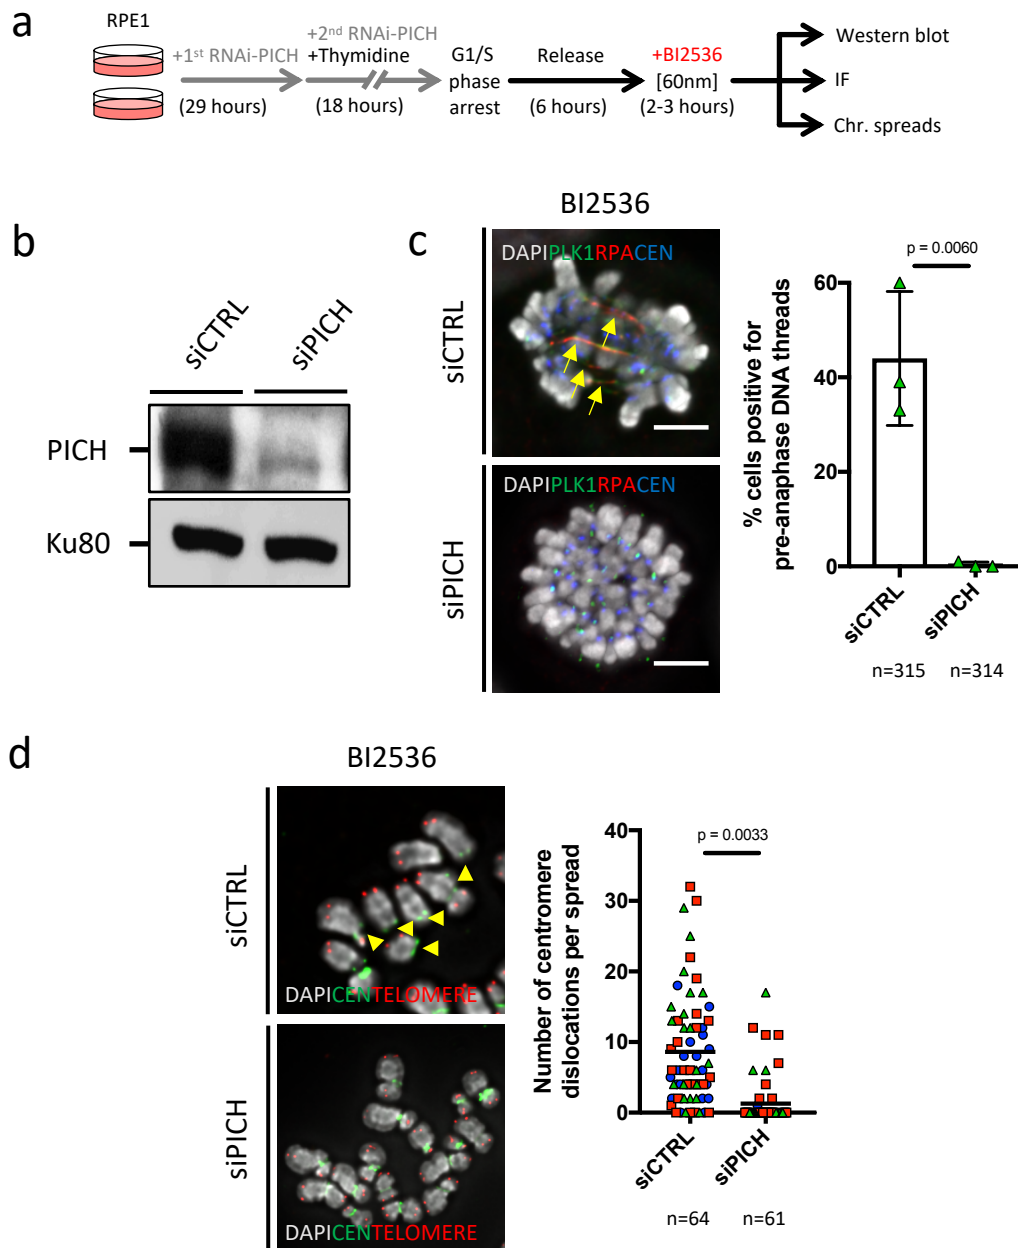 a
RPE1
+1st RNAi-PICH
(29 hours)
+2nd RNAi-PICH
+Thymidine
(18 hours)
G1/S
phase
arrest
Release
(6 hours)
+BI2536
[60nm]
(2-3 hours)
Western blot
IF
Chr. spreads
b
siCTRL
siPICH
PICH
Ku80
c
BI2536
siCTRL
DAPIPLK1RPACEN
siPICH
DAPIPLK1RPACEN
p = 0.0060
% cells positive for
pre-anaphase DNA threads
60
40
20
0
siCTRL
siPICH
n=315
n=314
d
BI2536
siCTRL
DAPICENTELOMERE
siPICH
DAPICENTELOMERE
p = 0.0033
Number of centromere
dislocations per spread
40
30
20
10
0
siCTRL
siPICH
n=64
n=61